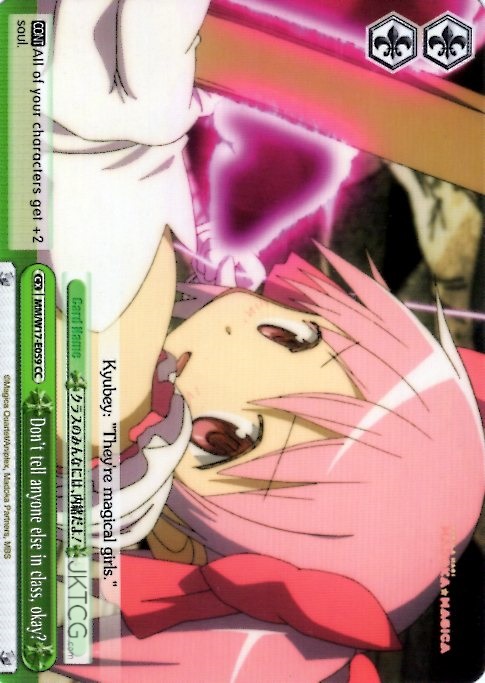 MAGICA
Kyubey: "They're magical girls."
[CONT] All of your characters get +2
soul.
Card Name
クラスのみんなには、内緒だよ！
JKTCG.com
CX MM/W17-E059 CC
Don't tell anyone else in class, okay?
©Magica Quartet/Aniplex, Madoka Partners, MBS